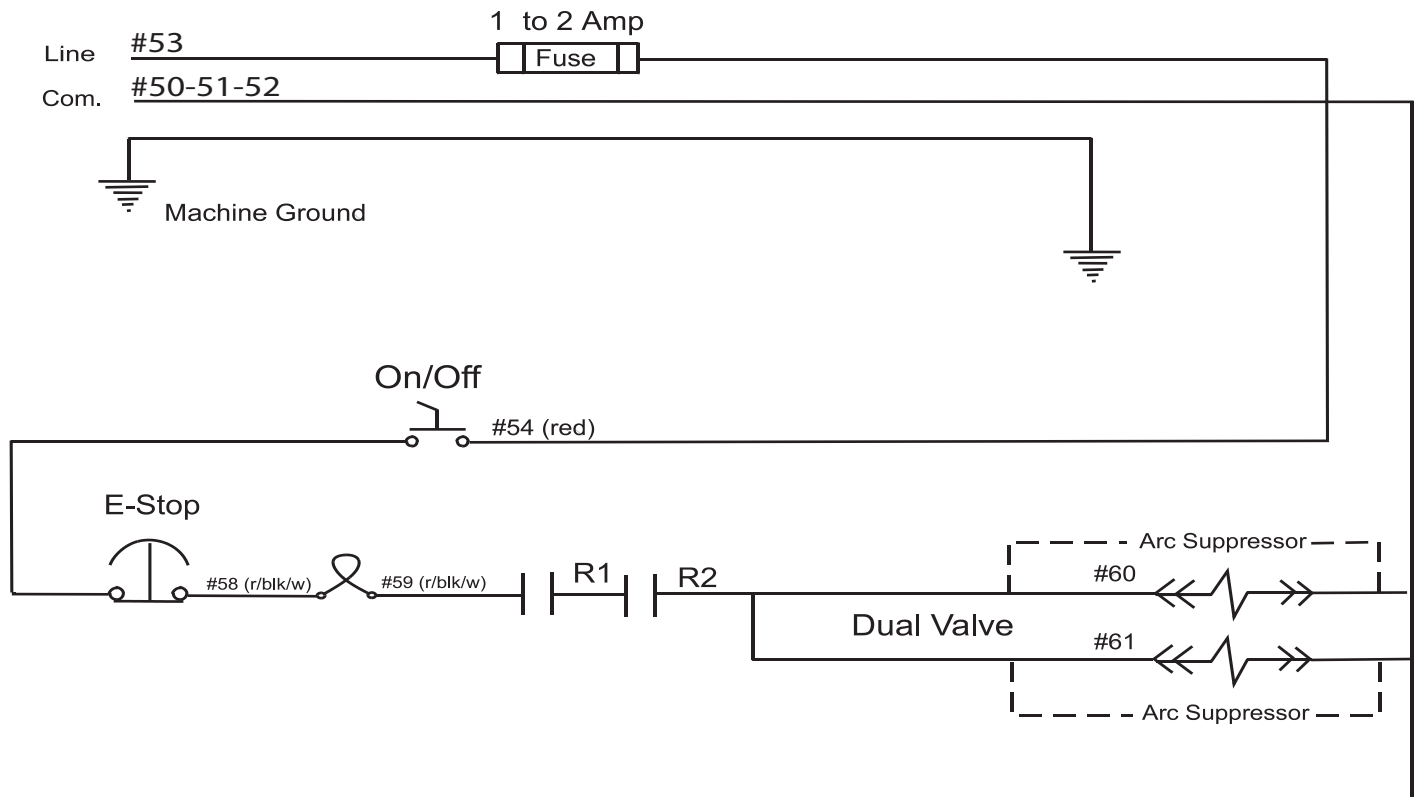 1 to 2 Amp
Line #53
Fuse
Com. #50-51-52
Machine Ground
On/Off
#54 (red)
E-Stop
Arc Suppressor
#58 (r/blk/w)
#59 (r/blk/w)
R1
R2
#60
Dual Valve
#61
Arc Suppressor